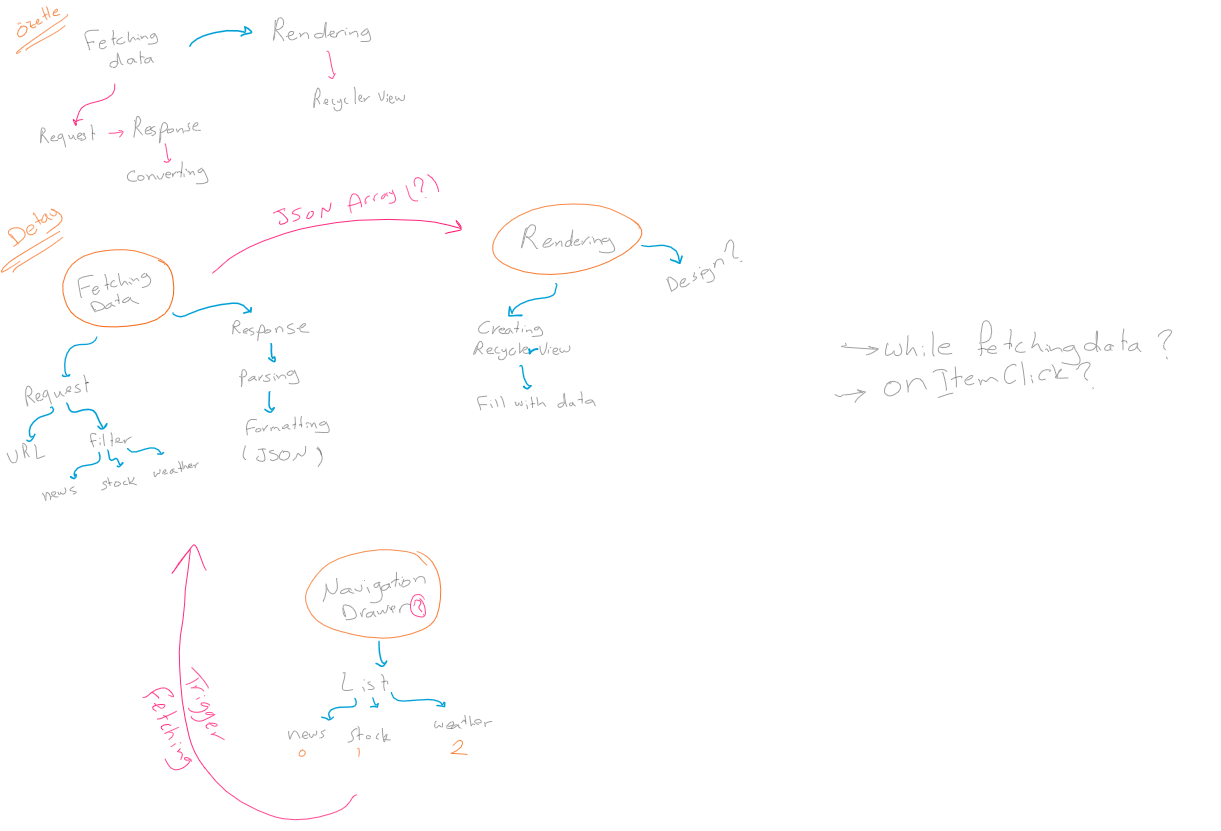 Özetle
Fetching
data
Rendering
Recycler View
Request → Response
Converting
Detay
JSON Array (?)
Fetching
Data
Rendering
Design?
Response
Parsing
Formatting
(JSON)
Request
URL
filter
news
stock
weather
Creating
RecyclerView
Fill with data
→ while fetchingdata ?
→ onItemClick?
Navigation
Drawer?
List
news
stock
weather
0
1
2
Trigger
Fetching